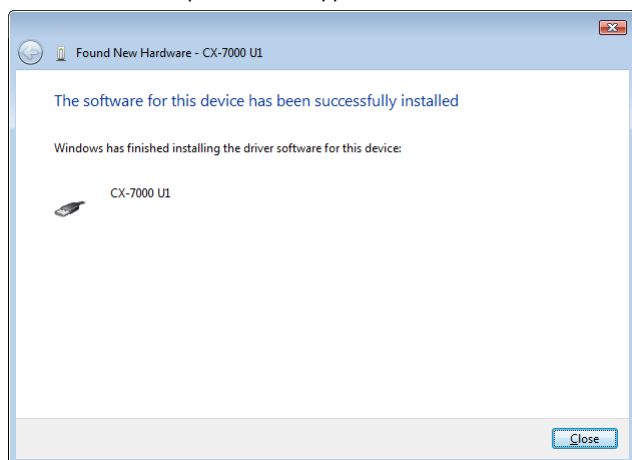 Found New Hardware - CX-7000 U1
The software for this device has been successfully installed
Windows has finished installing the driver software for this device:
CX-7000 U1
Close